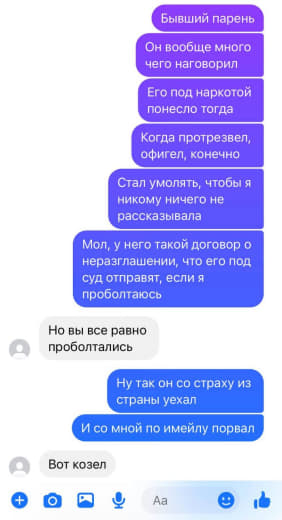 Бывший парень
Он вообще много
чего наговорил
Его под наркотой
понесло тогда
Когда протрезвел,
офигел, конечно
Стал умолять, чтобы я
никому ничего не
рассказывала
Мол, у него такой договор о
неразглашении, что его под
суд отправят, если я
проболтаюсь
Но вы все равно
проболтались
Ну так он со страху из
страны уехал
И со мной по имейлу порвал
Вот козел
Aa